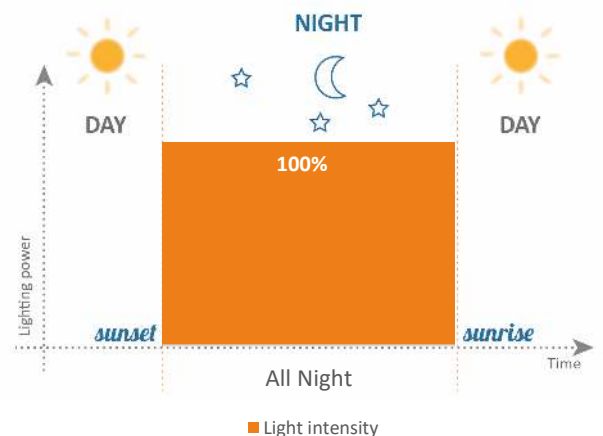 NIGHT
DAY
DAY
100%
Lighting power
sunset
sunrise
Time
All Night
Light intensity